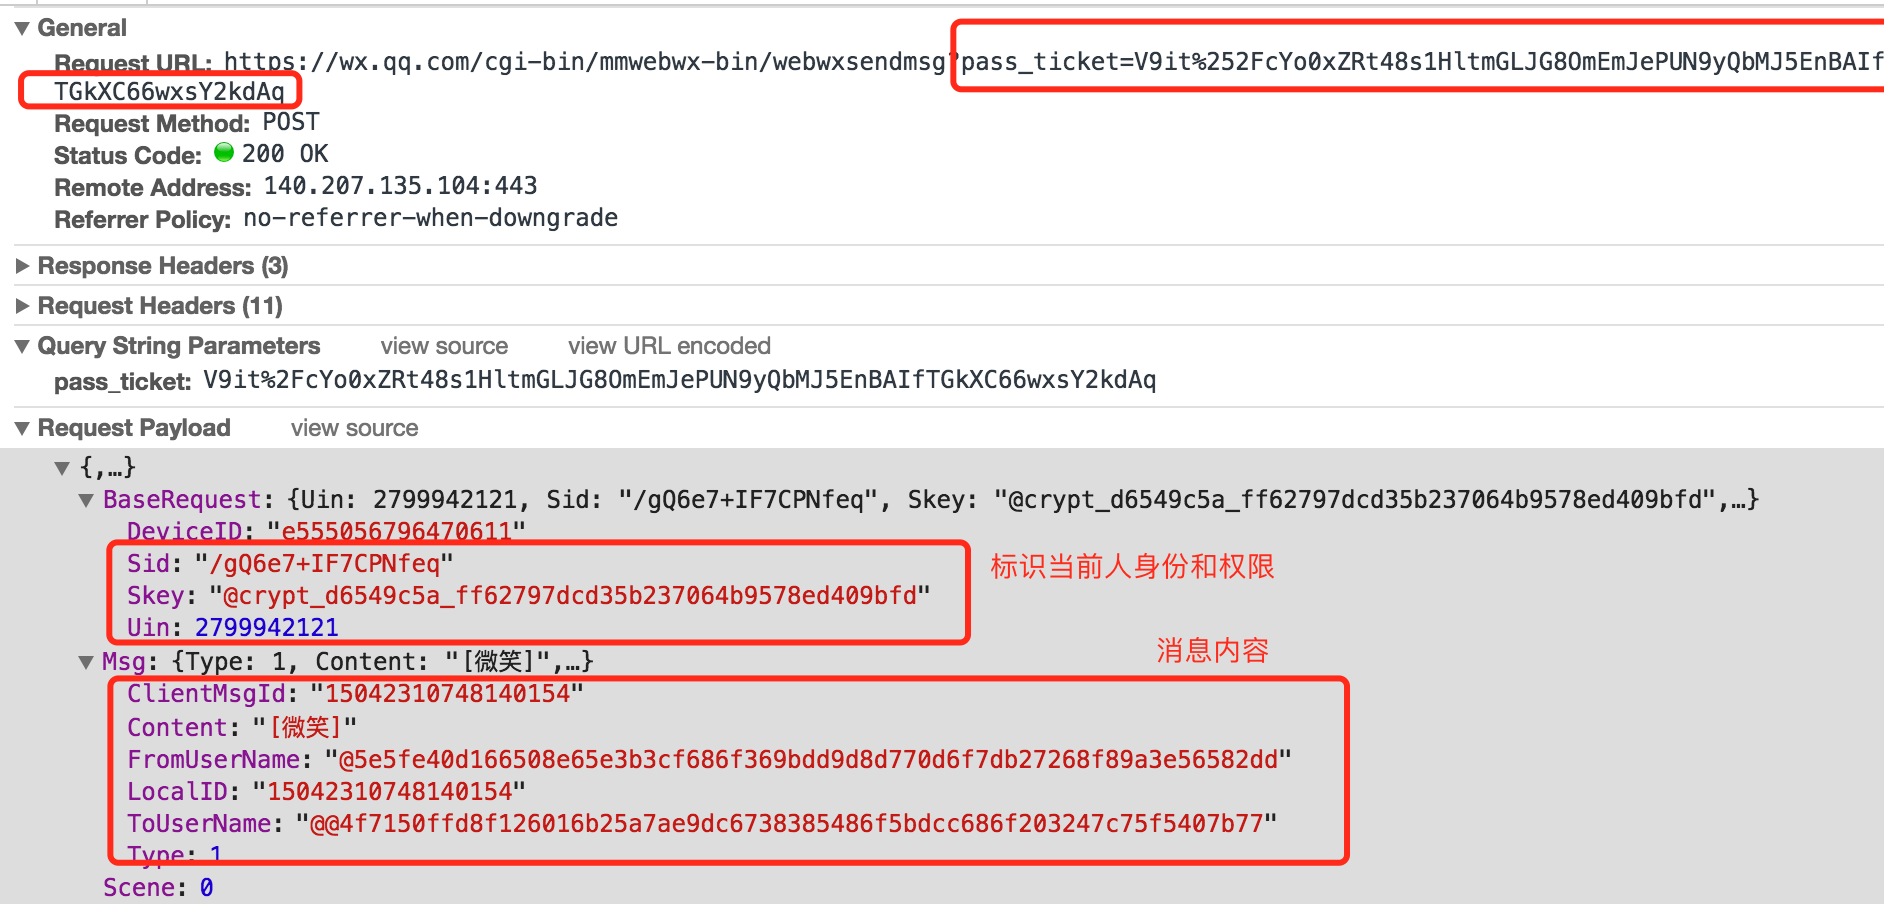 General
Request URL: https://wx.qq.com/cgi-bin/mmwebwx-bin/webwxsendmsg?pass_ticket=V9it%252FcYo0xZRt48s1HltmGLJG8OmEmJePUN9yQbMJ5EnBAIf
TGkXC66wxsY2kdAq
Request Method: POST
Status Code: 200 OK
Remote Address: 140.207.135.104:443
Referrer Policy: no-referrer-when-downgrade
Response Headers (3)
Request Headers (11)
Query String Parameters view source view URL encoded
pass_ticket: V9it%2FcYo0xZRt48s1HltmGLJG8OmEmJePUN9yQbMJ5EnBAIfTGkXC66wxsY2kdAq
Request Payload view source
{,…}
BaseRequest: {Uin: 2799942121, Sid: "/gQ6e7+IF7CPNfeq", Skey: "@crypt_d6549c5a_ff62797dcd35b237064b9578ed409bfd",…}
DeviceID: "e555056796470611"
Sid: "/gQ6e7+IF7CPNfeq"
标识当前人身份和权限
Skey: "@crypt_d6549c5a_ff62797dcd35b237064b9578ed409bfd"
Uin: 2799942121
消息内容
Msg: {Type: 1, Content: "[微笑]",…}
ClientMsgId: "15042310748140154"
Content: "[微笑]"
FromUserName: "@5e5fe40d166508e65e3b3cf686f369bdd9d8d770d6f7db27268f89a3e56582dd"
LocalID: "15042310748140154"
ToUserName: "@@4f7150ffd8f126016b25a7ae9dc6738385486f5bdcc686f203247c75f5407b77"
Type: 1
Scene: 0